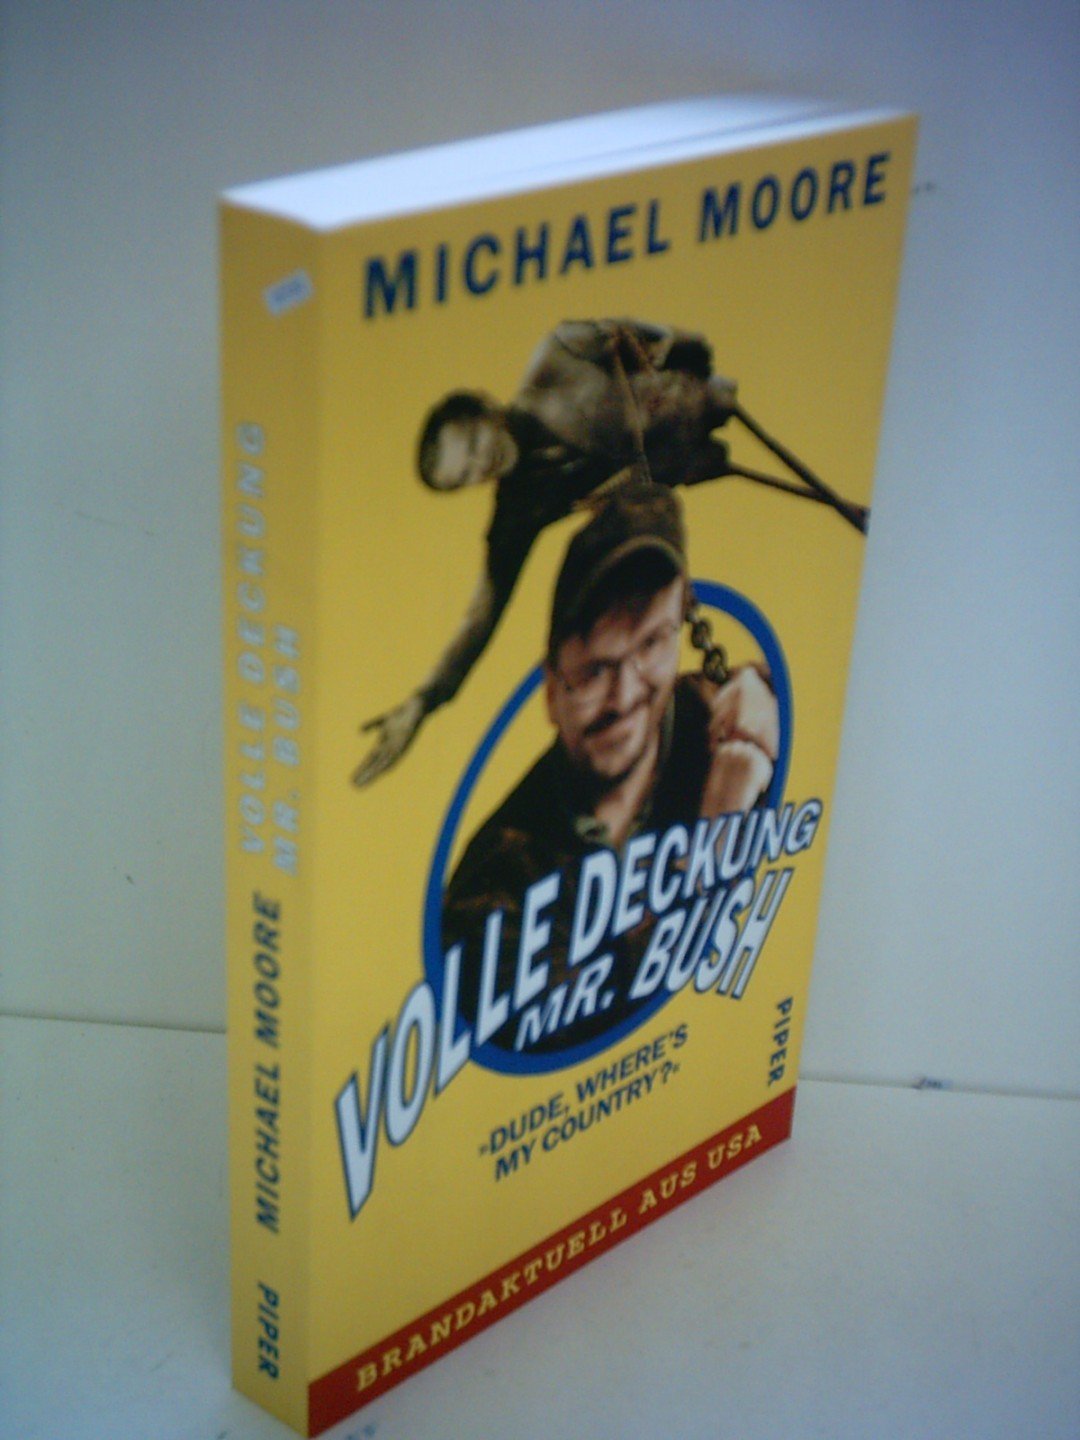 MICHAEL MOORE
VOLLE DECKUNG
MR. BUSH
»DUDE, WHERE'S
MY COUNTRY?«
PIPER
BRANDAKTUELL AUS USA
PIPER
MICHAEL MOORE
VOLLE DECKUNG
MR. BUSH